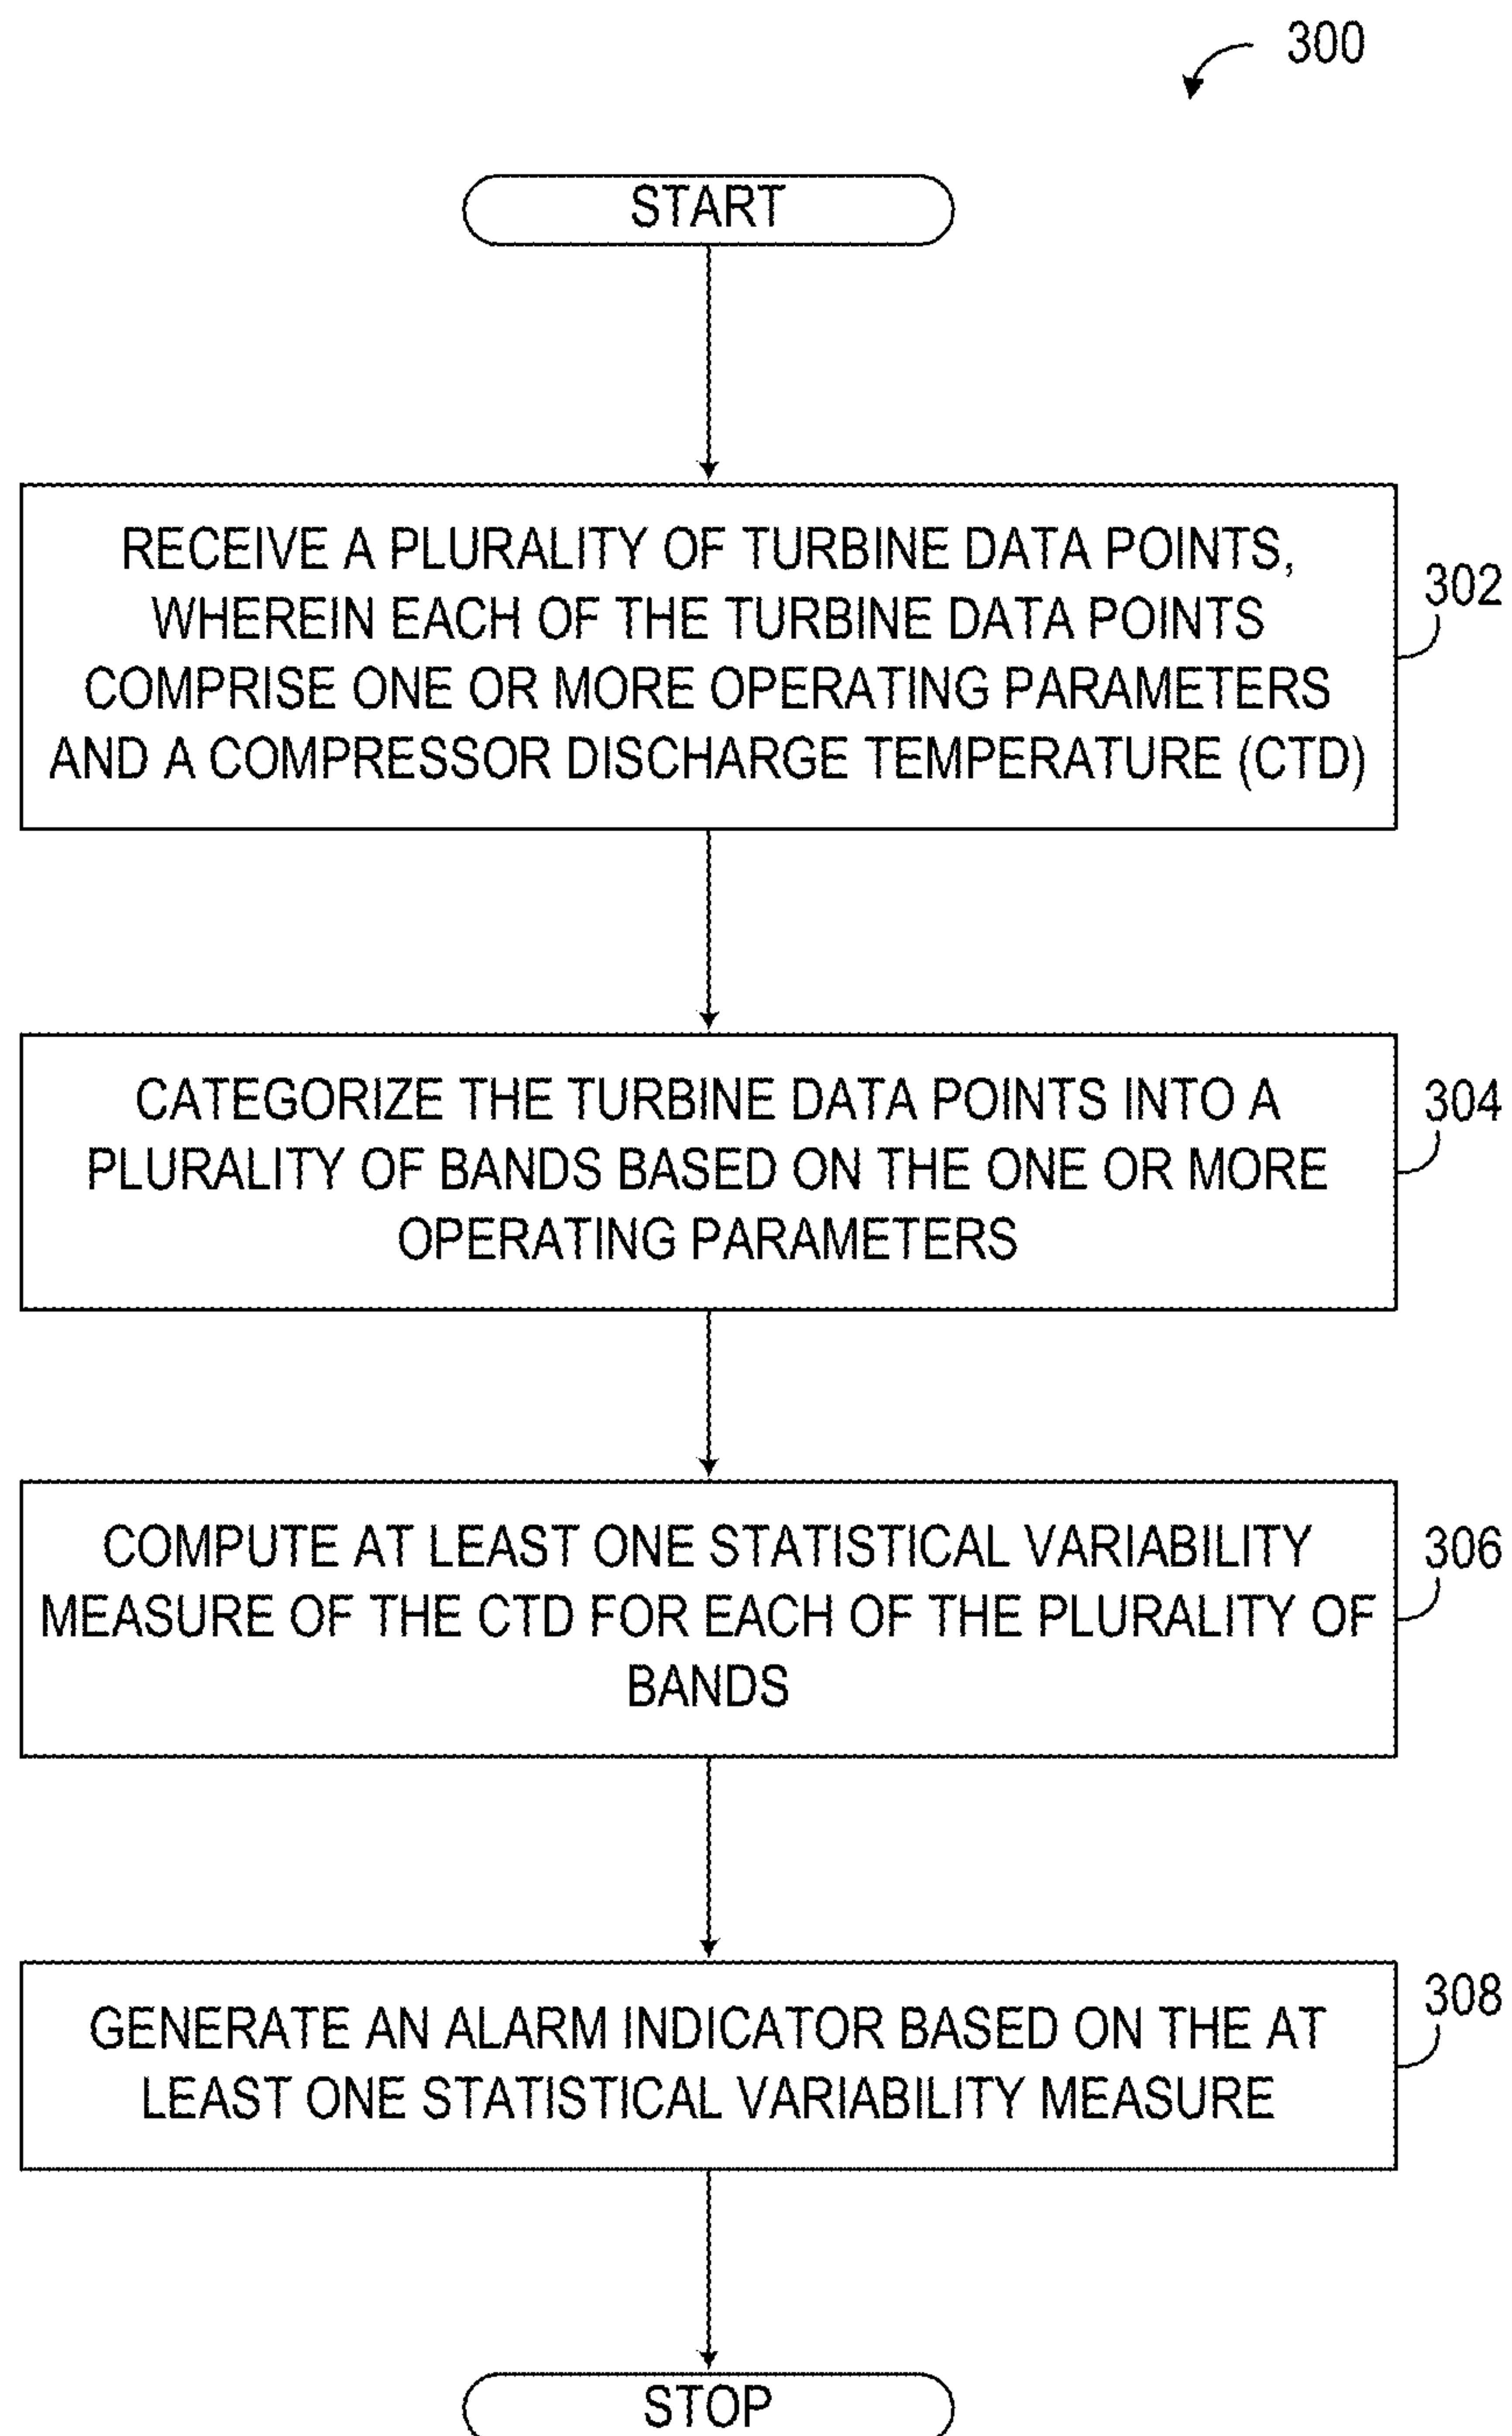 300
START
RECEIVE A PLURALITY OF TURBINE DATA POINTS,
WHEREIN EACH OF THE TURBINE DATA POINTS
COMPRISE ONE OR MORE OPERATING PARAMETERS
AND A COMPRESSOR DISCHARGE TEMPERATURE (CTD)
302
CATEGORIZE THE TURBINE DATA POINTS INTO A
PLURALITY OF BANDS BASED ON THE ONE OR MORE
OPERATING PARAMETERS
304
COMPUTE AT LEAST ONE STATISTICAL VARIABILITY
MEASURE OF THE CTD FOR EACH OF THE PLURALITY OF
BANDS
306
GENERATE AN ALARM INDICATOR BASED ON THE AT
LEAST ONE STATISTICAL VARIABILITY MEASURE
308
STOP